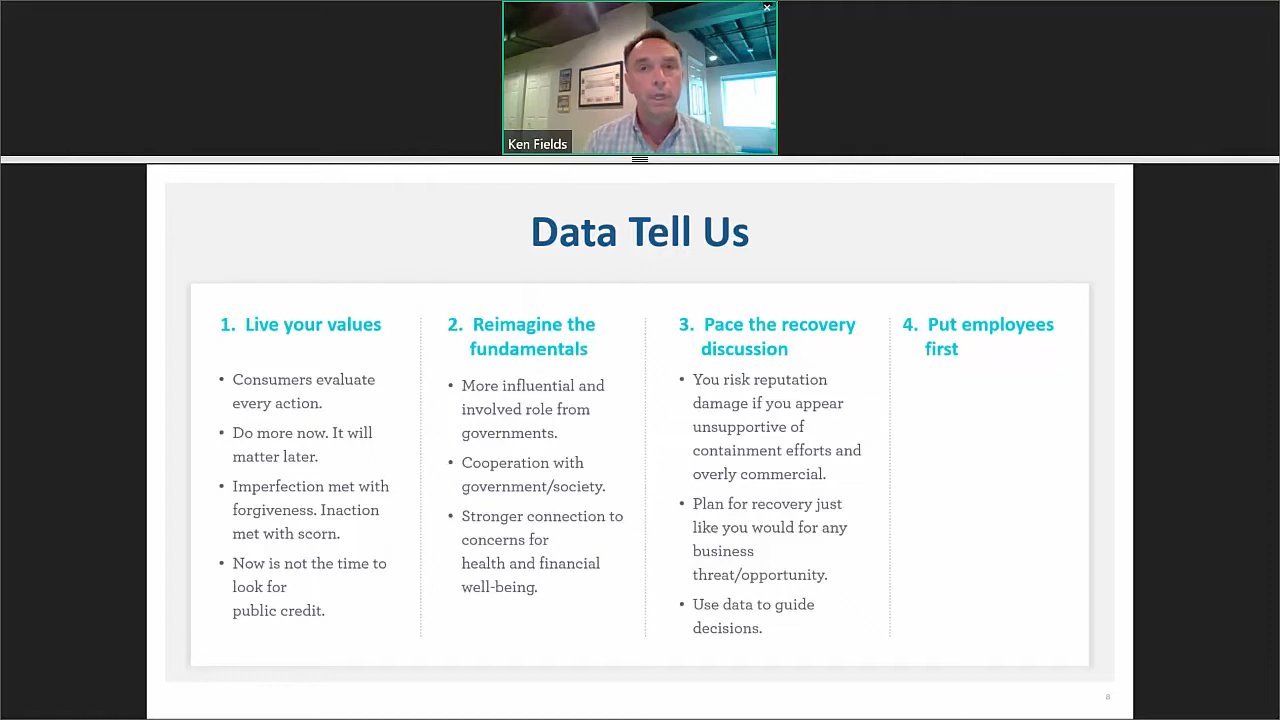 Ken Fields
Data Tell Us
1. Live your values
• Consumers evaluate
every action.
• Do more now. It will
matter later.
• Imperfection met with
forgiveness. Inaction
met with scorn.
• Now is not the time to
look for
public credit.
2. Reimagine the
fundamentals
• More influential and
involved role from
governments.
• Cooperation with
government/society.
• Stronger connection to
concerns for
health and financial
well-being.
3. Pace the recovery
discussion
• You risk reputation
damage if you appear
unsupportive of
containment efforts and
overly commercial.
• Plan for recovery just
like you would for any
business
threat/opportunity.
• Use data to guide
decisions.
4. Put employees
first
8